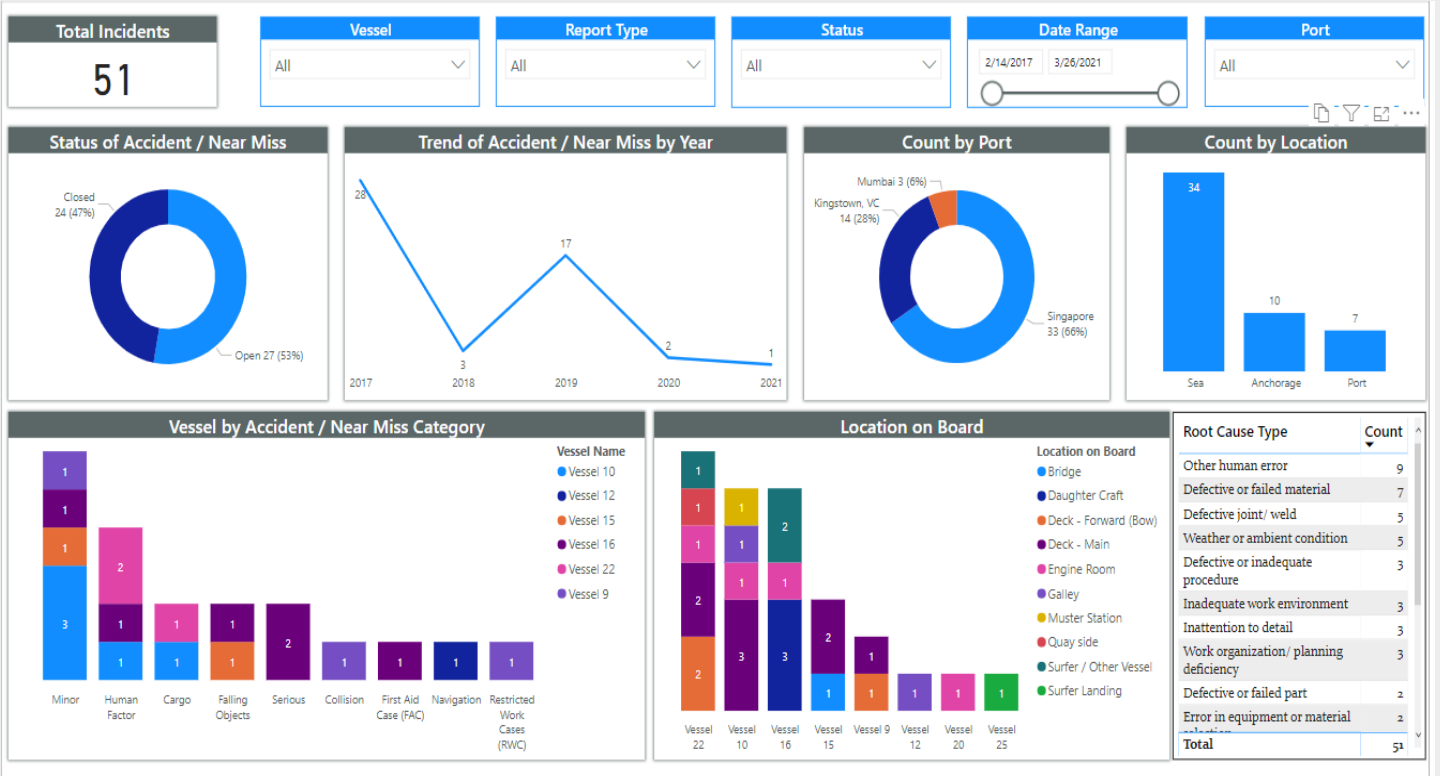 Total Incidents
51
Vessel
All
Report Type
All
Status
All
Date Range
2/14/2017 3/26/2021
Port
All
Status of Accident / Near Miss
Closed
24 (47%)
Open 27 (53%)
Trend of Accident / Near Miss by Year
28
3
17
2
1
2017 2018 2019 2020 2021
Count by Port
Mumbai 3 (6%)
Kingstown, VC
14 (28%)
Singapore
33 (66%)
Count by Location
34
10
7
Sea Anchorage Port
Vessel by Accident / Near Miss Category
1
1
1
3
2
1
1
1
1
1
1
2
1
1
1
1
Minor
Human
Factor
Cargo
Falling
Objects
Serious
Collision
First Aid
Case (FAC)
Navigation
Restricted
Work
Cases
(RWC)
Vessel Name
Vessel 10
Vessel 12
Vessel 15
Vessel 16
Vessel 22
Vessel 9
Location on Board
1
1
1
2
2
1
1
1
3
2
1
3
2
1
1
1
1
1
1
Vessel
22
Vessel
10
Vessel
16
Vessel
15
Vessel 9
Vessel
12
Vessel
20
Vessel
25
Location on Board
Bridge
Daughter Craft
Deck - Forward (Bow)
Deck - Main
Engine Room
Galley
Muster Station
Quay side
Surfer / Other Vessel
Surfer Landing
Root Cause Type Count
Other human error 9
Defective or failed material 7
Defective joint/ weld 5
Weather or ambient condition 5
Defective or inadequate 3
procedure
Inadequate work environment 3
Inattention to detail 3
Work organization/ planning 3
deficiency
Defective or failed part 2
Error in equipment or material 2
selection
Total 51